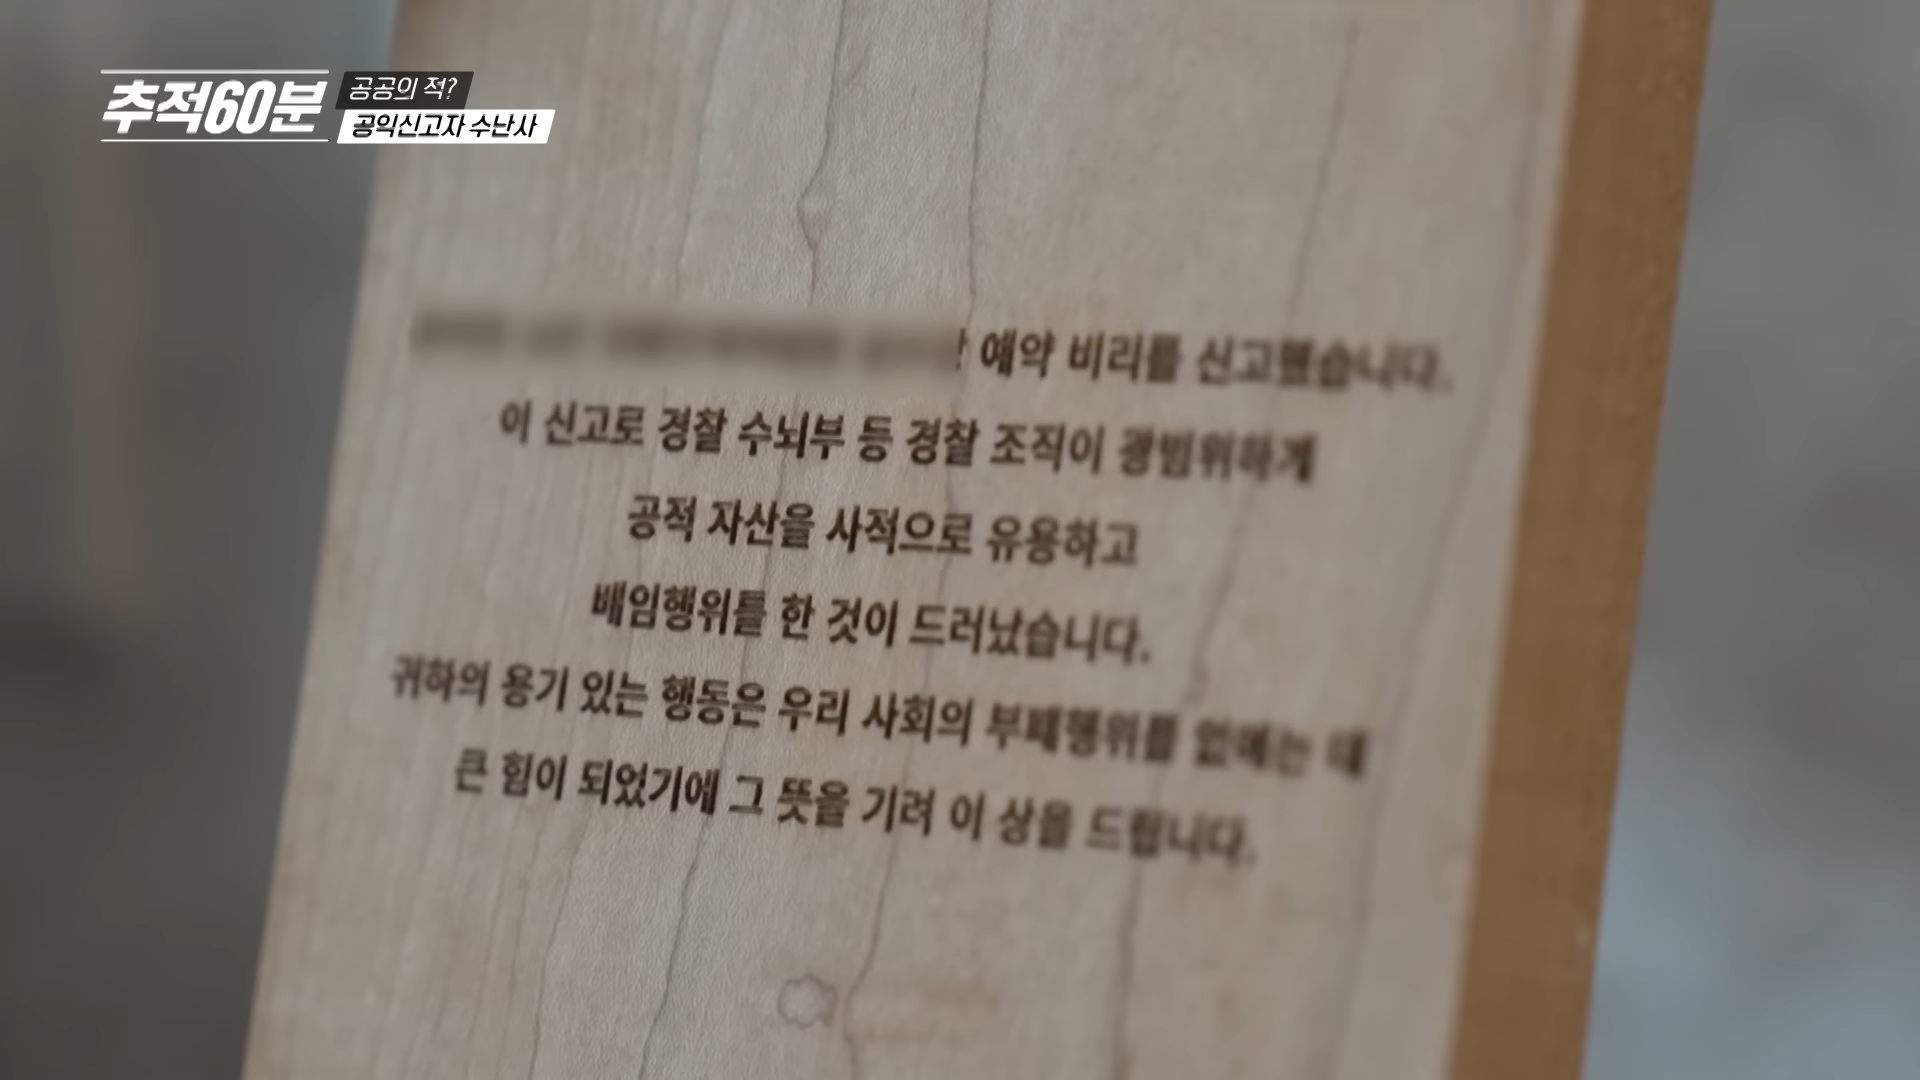 추적60분
공공의 적?
공익신고자 수난사
예약 비리를 신고했습니다.
이 신고로 경찰 수뇌부 등 경찰 조직이 광범위하게
공적 자산을 사적으로 유용하고
배임행위를 한 것이 드러났습니다.
귀하의 용기 있는 행동은 우리 사회의 부패행위를 없애는 데
큰 힘이 되었기에 그 뜻을 기려 이 상을 드립니다.